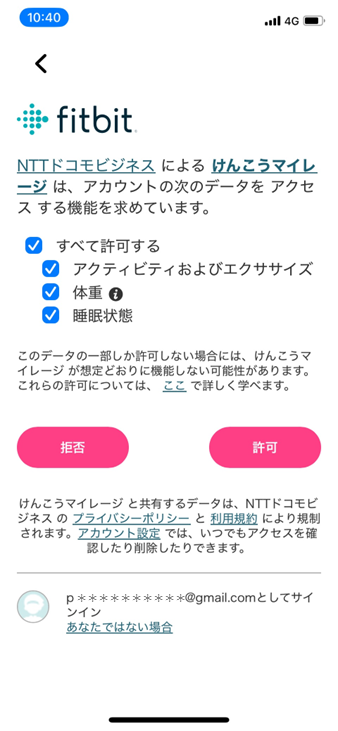 10:40
4G
fitbit.
NTTドコモビジネス による けんこうマイレ
ージ は、アカウントの次のデータを アクセ
ス する機能を求めています。
すべて許可する
アクティビティおよびエクササイズ
体重
睡眠状態
このデータの一部しか許可しない場合には、けんこうマ
イレージ が想定どおりに機能しない可能性があります。
これらの許可については、 ここ で詳しく学べます。
拒否
許可
けんこうマイレージ と共有するデータは、NTTドコモビ
ジネス の プライバシーポリシー と 利用規約 により規制
されます。アカウント設定 では、いつでもアクセスを確
認したり削除したりできます。
p ＊＊＊＊＊＊＊＊＊＊@gmail.comとしてサイ
ンイン
あなたではない場合